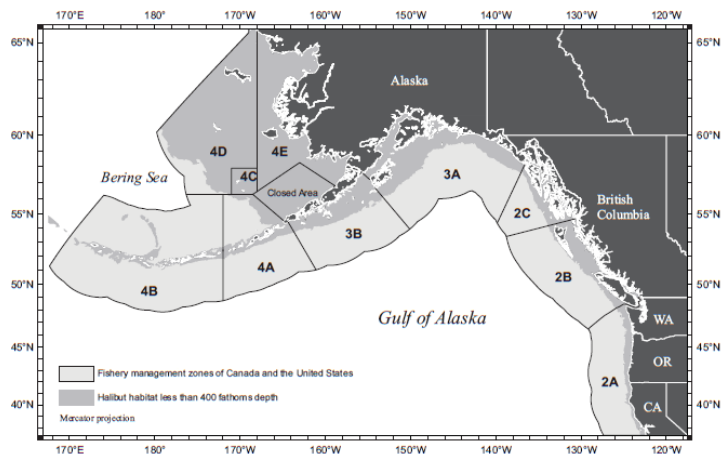 170°E 180° 170°W 160°W 150°W 140°W 130°W 120°W
65°N 65°N
Alaska
60°N 60°N
4D 4E
Bering Sea 4C 3A
Closed Area
British
Columbia
55°N 2C 55°N
3B
4A 2B
4B
50°N 50°N
Gulf of Alaska
WA
45°N 45°N
OR
Fishery management zones of Canada and the United States
2A
Halibut habitat less than 400 fathoms depth
40°N CA 40°N
Mercator projection
170°E 180° 170°W 160°W 150°W 140°W 130°W 120°W